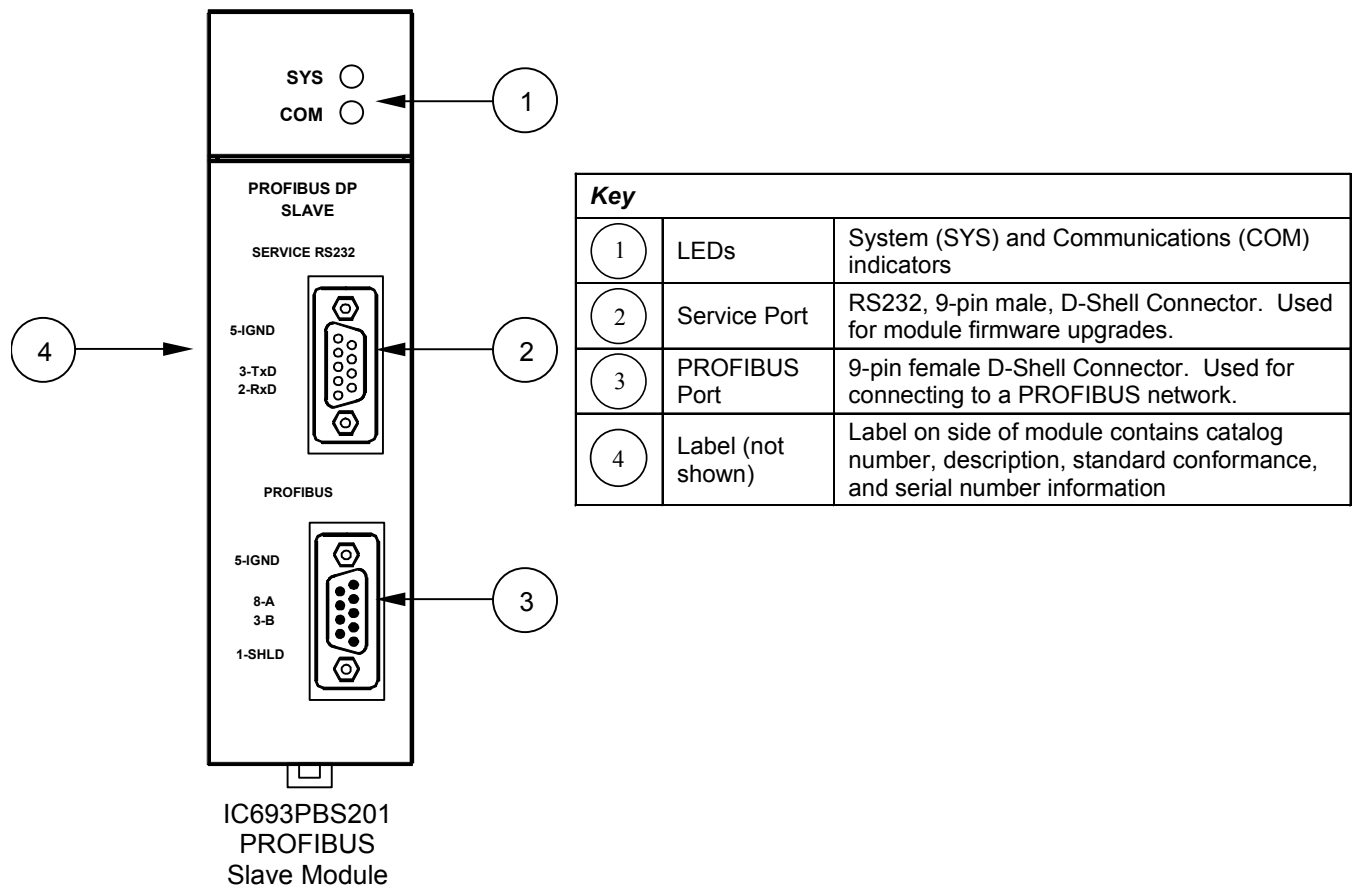 SYS
COM
1
PROFIBUS DP
SLAVE
SERVICE RS232
5-IGND
3-TxD
2-RxD
2
4
PROFIBUS
5-IGND
8-A
3-B
1-SHLD
3
IC693PBS201
PROFIBUS
Slave Module
Key
1 LEDs System (SYS) and Communications (COM)
indicators
2 Service Port RS232, 9-pin male, D-Shell Connector. Used
for module firmware upgrades.
3 PROFIBUS
Port
9-pin female D-Shell Connector. Used for
connecting to a PROFIBUS network.
4 Label (not
shown)
Label on side of module contains catalog
number, description, standard conformance,
and serial number information